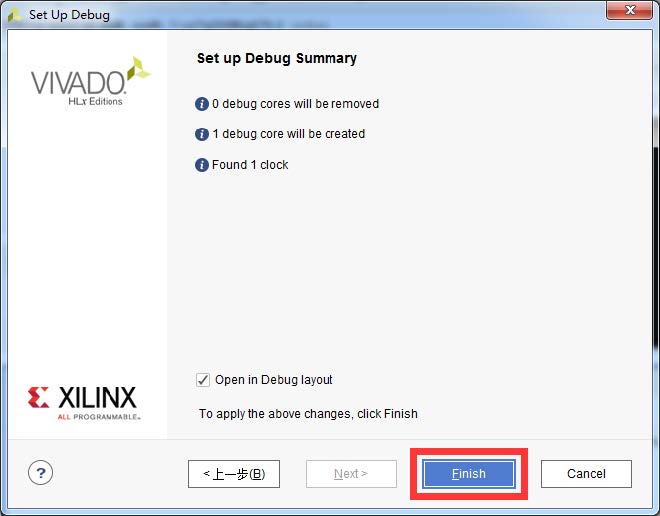 Set Up Debug
VIVADO.
HLx Editions
Set up Debug Summary
0 debug cores will be removed
1 debug core will be created
Found 1 clock
Open in Debug layout
To apply the above changes, click Finish
XILINX
ALL PROGRAMMABLE™
?
< 上一步(B)
Next >
Finish
Cancel